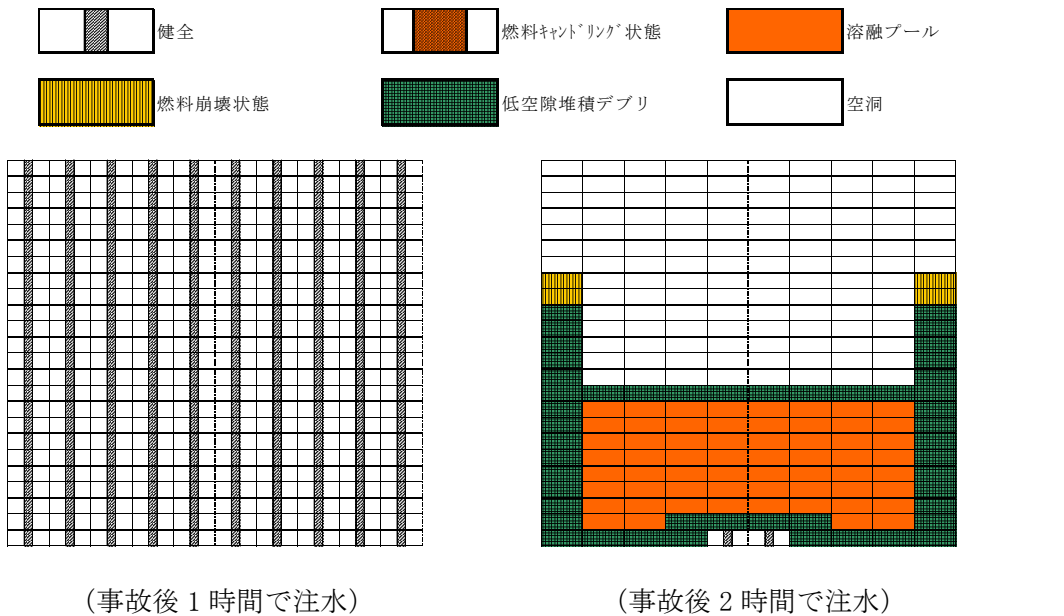 健全
燃料ｷｬﾝﾄﾞﾘﾝｸﾞ状態
溶融プール
燃料崩壊状態
低空隙堆積デブリ
空洞
（事故後 1 時間で注水）
（事故後 2 時間で注水）